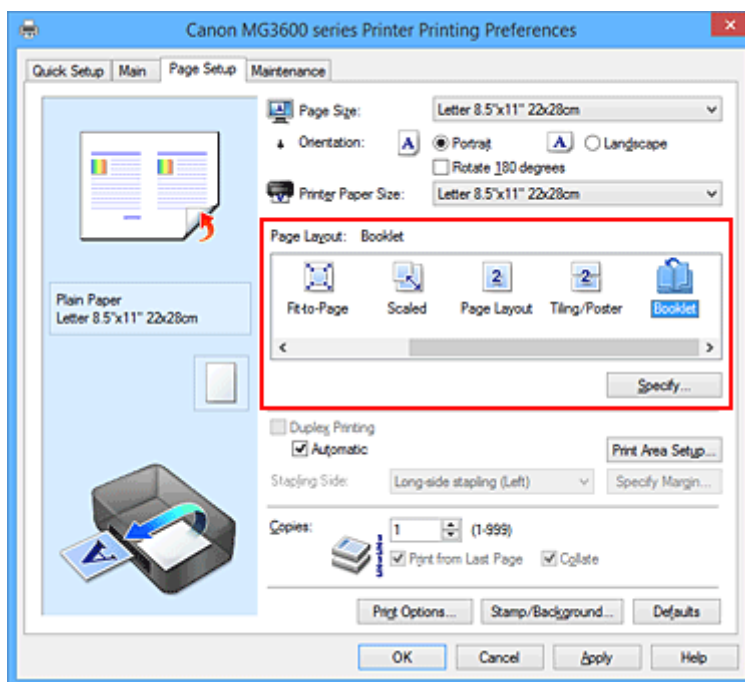 Canon MG3600 series Printer Printing Preferences
Quick Setup Main Page Setup Maintenance
Page Size: Letter 8.5"x11" 22x28cm
Orientation: A Portrait A Landscape
Rotate 180 degrees
Printer Paper Size: Letter 8.5"x11" 22x28cm
Page Layout: Booklet
Fit-to-Page Scaled Page Layout Tiling/Poster Booklet
Specify...
Plain Paper
Letter 8.5"x11" 22x28cm
Duplex Printing
Automatic
Print Area Setup...
Stapling Side: Long-side stapling (Left) Specify Margin...
Copies: 1 (1-999)
Print from Last Page Collate
Print Options... Stamp/Background... Defaults
OK Cancel Apply Help